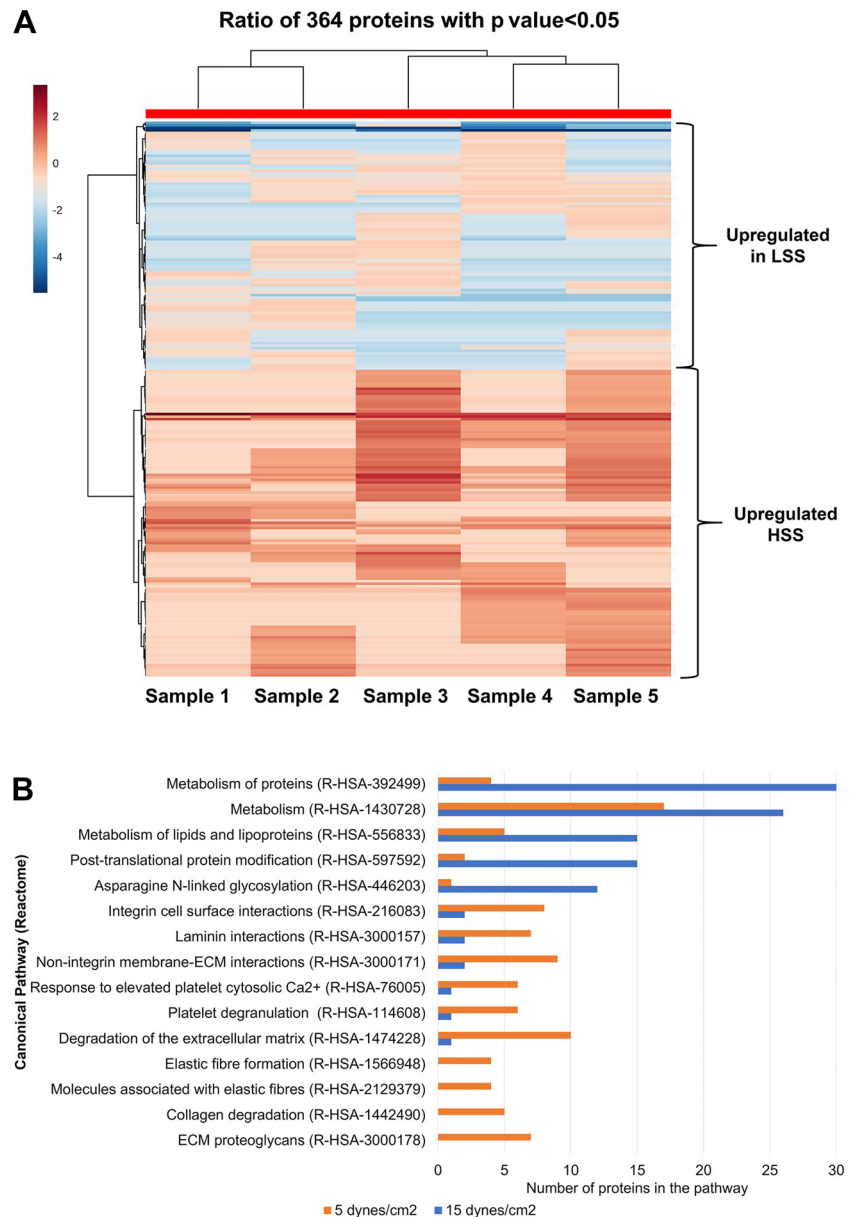 A
Ratio of 364 proteins with p value<0.05
2
0
-2
-4
Upregulated
in LSS
Upregulated
HSS
Sample 1 Sample 2 Sample 3 Sample 4 Sample 5
B
Canonical Pathway (Reactome)
Metabolism of proteins (R-HSA-392499)
Metabolism (R-HSA-1430728)
Metabolism of lipids and lipoproteins (R-HSA-556833)
Post-translational protein modification (R-HSA-597592)
Asparagine N-linked glycosylation (R-HSA-446203)
Integrin cell surface interactions (R-HSA-216083)
Laminin interactions (R-HSA-3000157)
Non-integrin membrane-ECM interactions (R-HSA-3000171)
Response to elevated platelet cytosolic Ca2+ (R-HSA-76005)
Platelet degranulation (R-HSA-114608)
Degradation of the extracellular matrix (R-HSA-1474228)
Elastic fibre formation (R-HSA-1566948)
Molecules associated with elastic fibres (R-HSA-2129379)
Collagen degradation (R-HSA-1442490)
ECM proteoglycans (R-HSA-3000178)
0 5 10 15 20 25 30
Number of proteins in the pathway
5 dynes/cm2 15 dynes/cm2